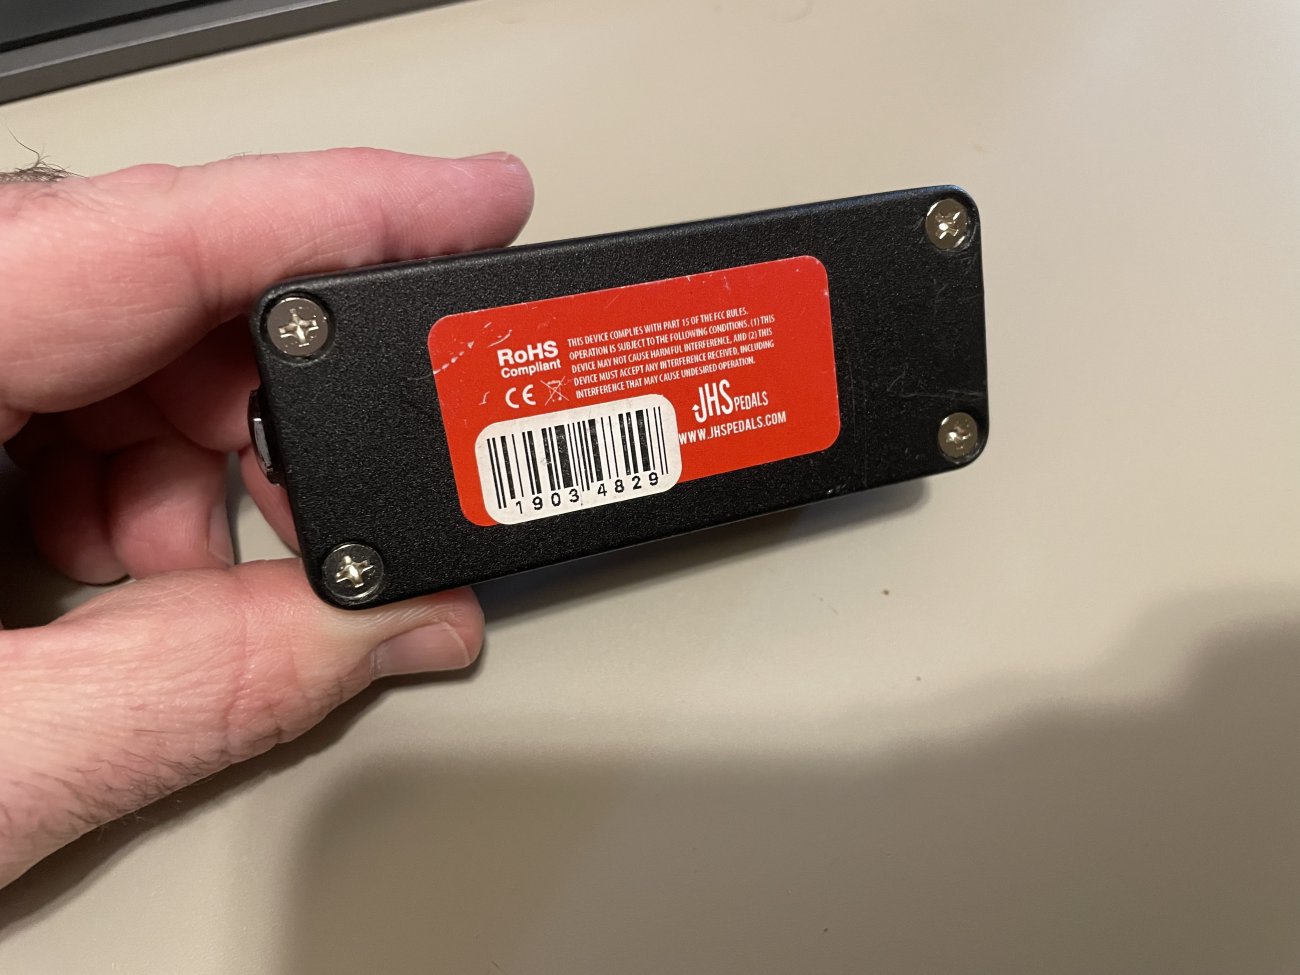 RoHS
Compliant
CE
THIS DEVICE COMPLIES WITH PART 15 OF THE FCC RULES.
OPERATION IS SUBJECT TO THE FOLLOWING CONDITIONS. (1) THIS
DEVICE MAY NOT CAUSE HARMFUL INTERFERENCE, AND (2) THIS
DEVICE MUST ACCEPT ANY INTERFERENCE RECEIVED, INCLUDING
INTERFERENCE THAT MAY CAUSE UNDESIRED OPERATION.
JHS PEDALS
WWW.JHSPEDALS.COM
1903 4829